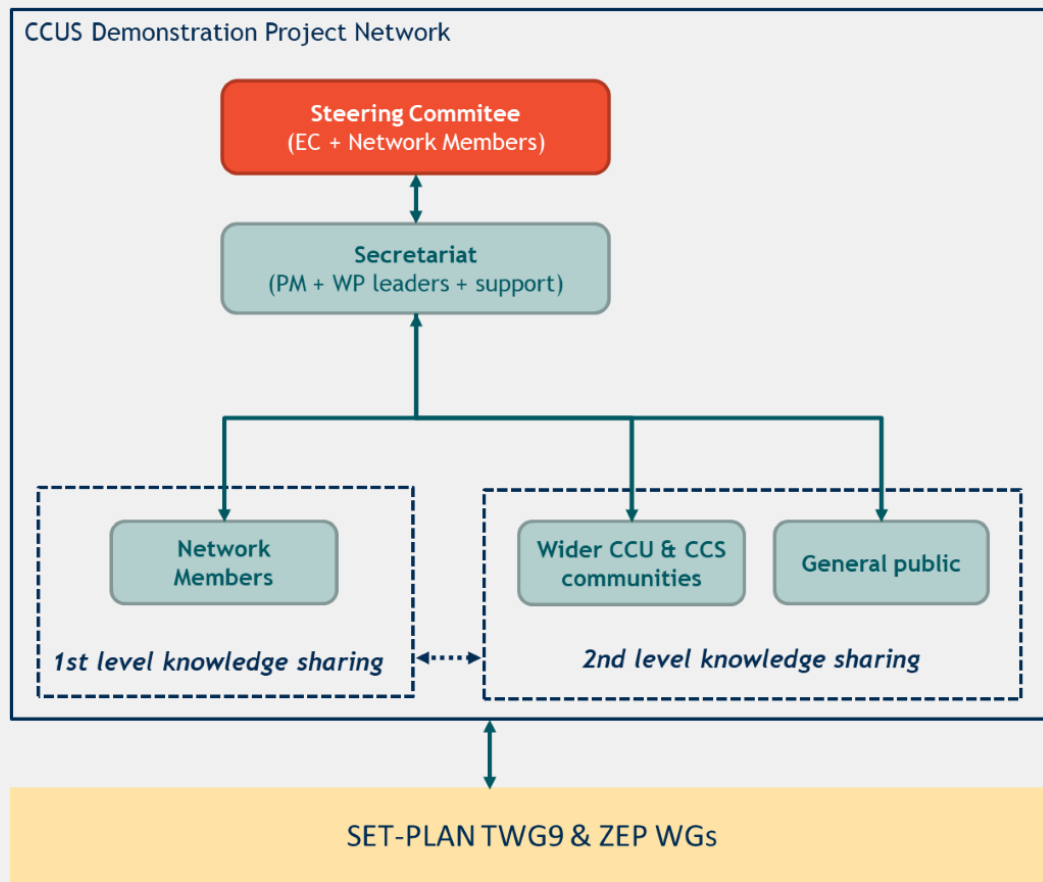 CCUS Demonstration Project Network
Steering Commitee
(EC + Network Members)
Secretariat
(PM + WP leaders + support)
Network
Members
Wider CCU & CCS
communities
General public
1st level knowledge sharing
2nd level knowledge sharing
SET-PLAN TWG9 & ZEP WGs